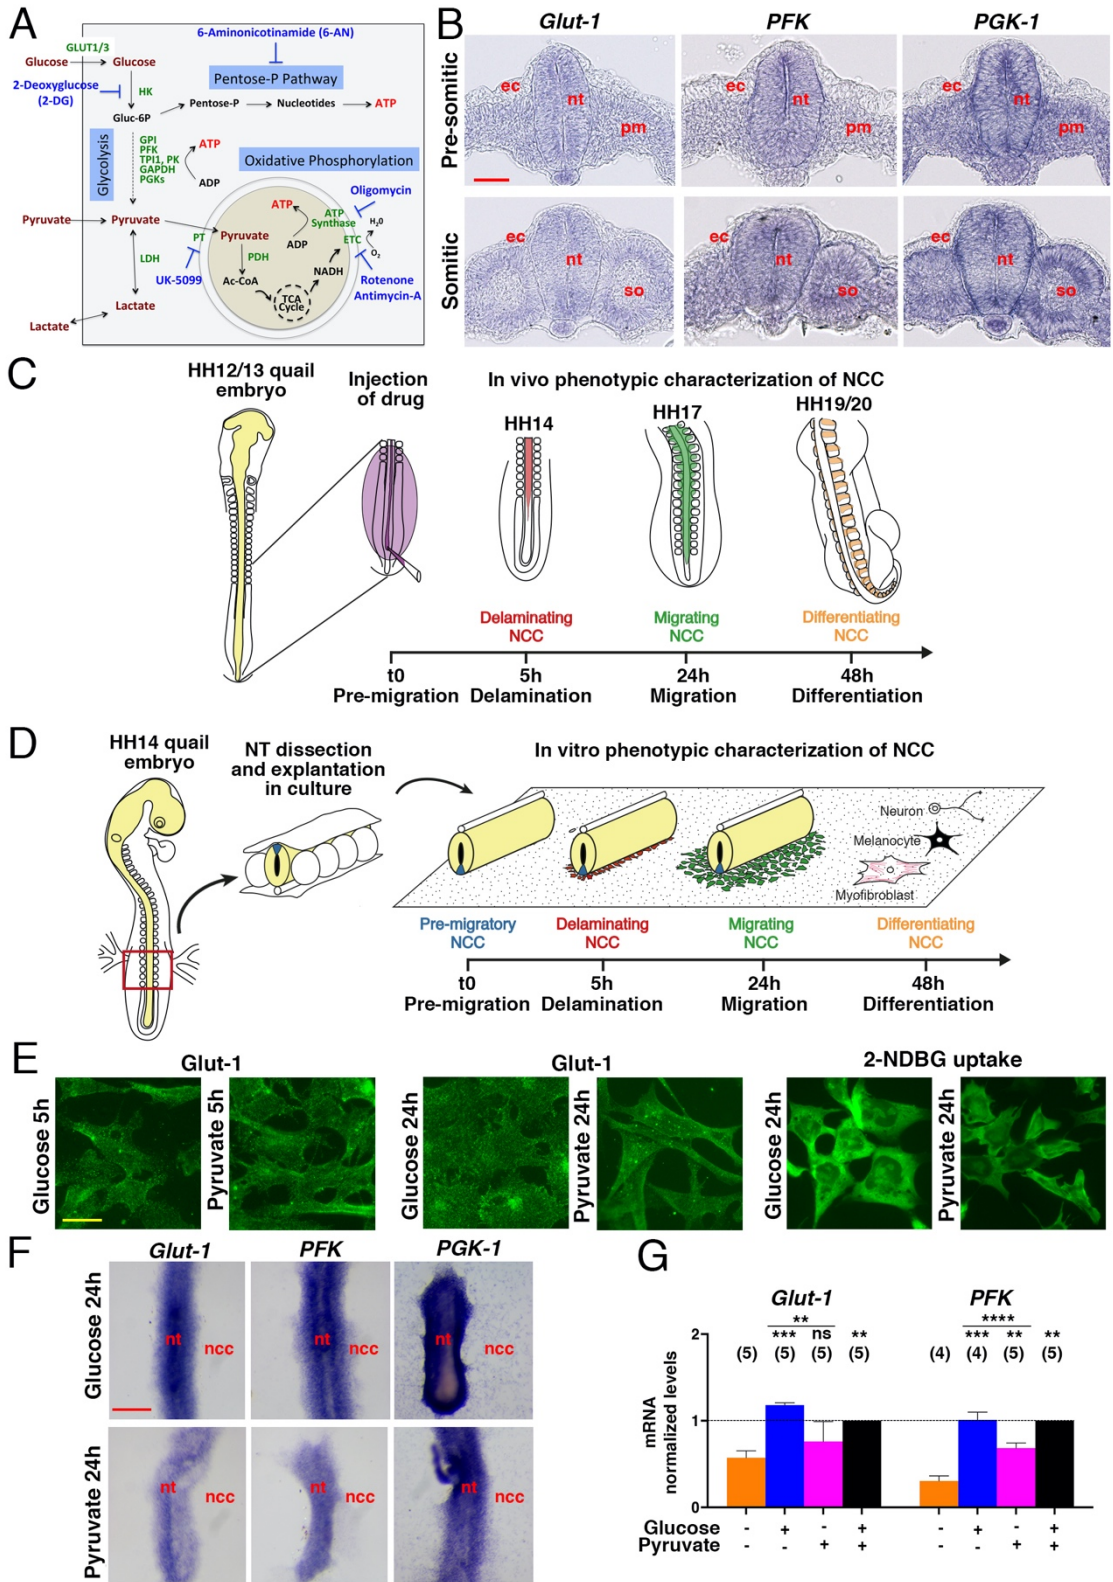 A
6-Aminonicotinamide (6-AN)
GLUT1/3
Glucose
Glucose
Pentose-P Pathway
2-Deoxyglucose
(2-DG)
HK
Pentose-P
Nucleotides
ATP
Gluc-6P
Glycolysis
GPI
PFK
TPI1, PK
GAPDH
PGKs
ATP
ADP
Oxidative Phosphorylation
Oligomycin
Pyruvate
Pyruvate
PT
Pyruvate
ATP
ADP
ATP
Synthase
ETC
H20
O2
LDH
PDH
UK-5099
Ac-CoA
NADH
TCA
Cycle
Rotenone
Antimycin-A
Lactate
Lactate
B
Glut-1
PFK
PGK-1
Pre-somitic
ec
nt
pm
ec
nt
pm
ec
nt
pm
Somitic
ec
nt
so
ec
nt
so
ec
nt
so
C
HH12/13 quail
embryo
Injection
of drug
In vivo phenotypic characterization of NCC
HH14
HH17
HH19/20
Delaminating
NCC
Migrating
NCC
Differentiating
NCC
t0
5h
24h
48h
Pre-migration
Delamination
Migration
Differentiation
D
HH14 quail
embryo
NT dissection
and explantation
in culture
In vitro phenotypic characterization of NCC
Neuron
Melanocyte
Myofibroblast
Pre-migratory
NCC
Delaminating
NCC
Migrating
NCC
Differentiating
NCC
t0
5h
24h
48h
Pre-migration
Delamination
Migration
Differentiation
E
Glut-1
Glut-1
2-NDBG uptake
Glucose 5h
Pyruvate 5h
Glucose 24h
Pyruvate 24h
Glucose 24h
Pyruvate 24h
F
Glut-1
PFK
PGK-1
Glucose 24h
nt
ncc
nt
ncc
nt
ncc
Pyruvate 24h
nt
ncc
nt
ncc
nt
ncc
G
Glut-1
PFK
** ****
*** ns ** *** ** **
(5) (5) (5) (5) (4) (4) (5) (5)
mRNA
normalized levels
2
1
0
Glucose - + - + - + - +
Pyruvate - - + + - - + +